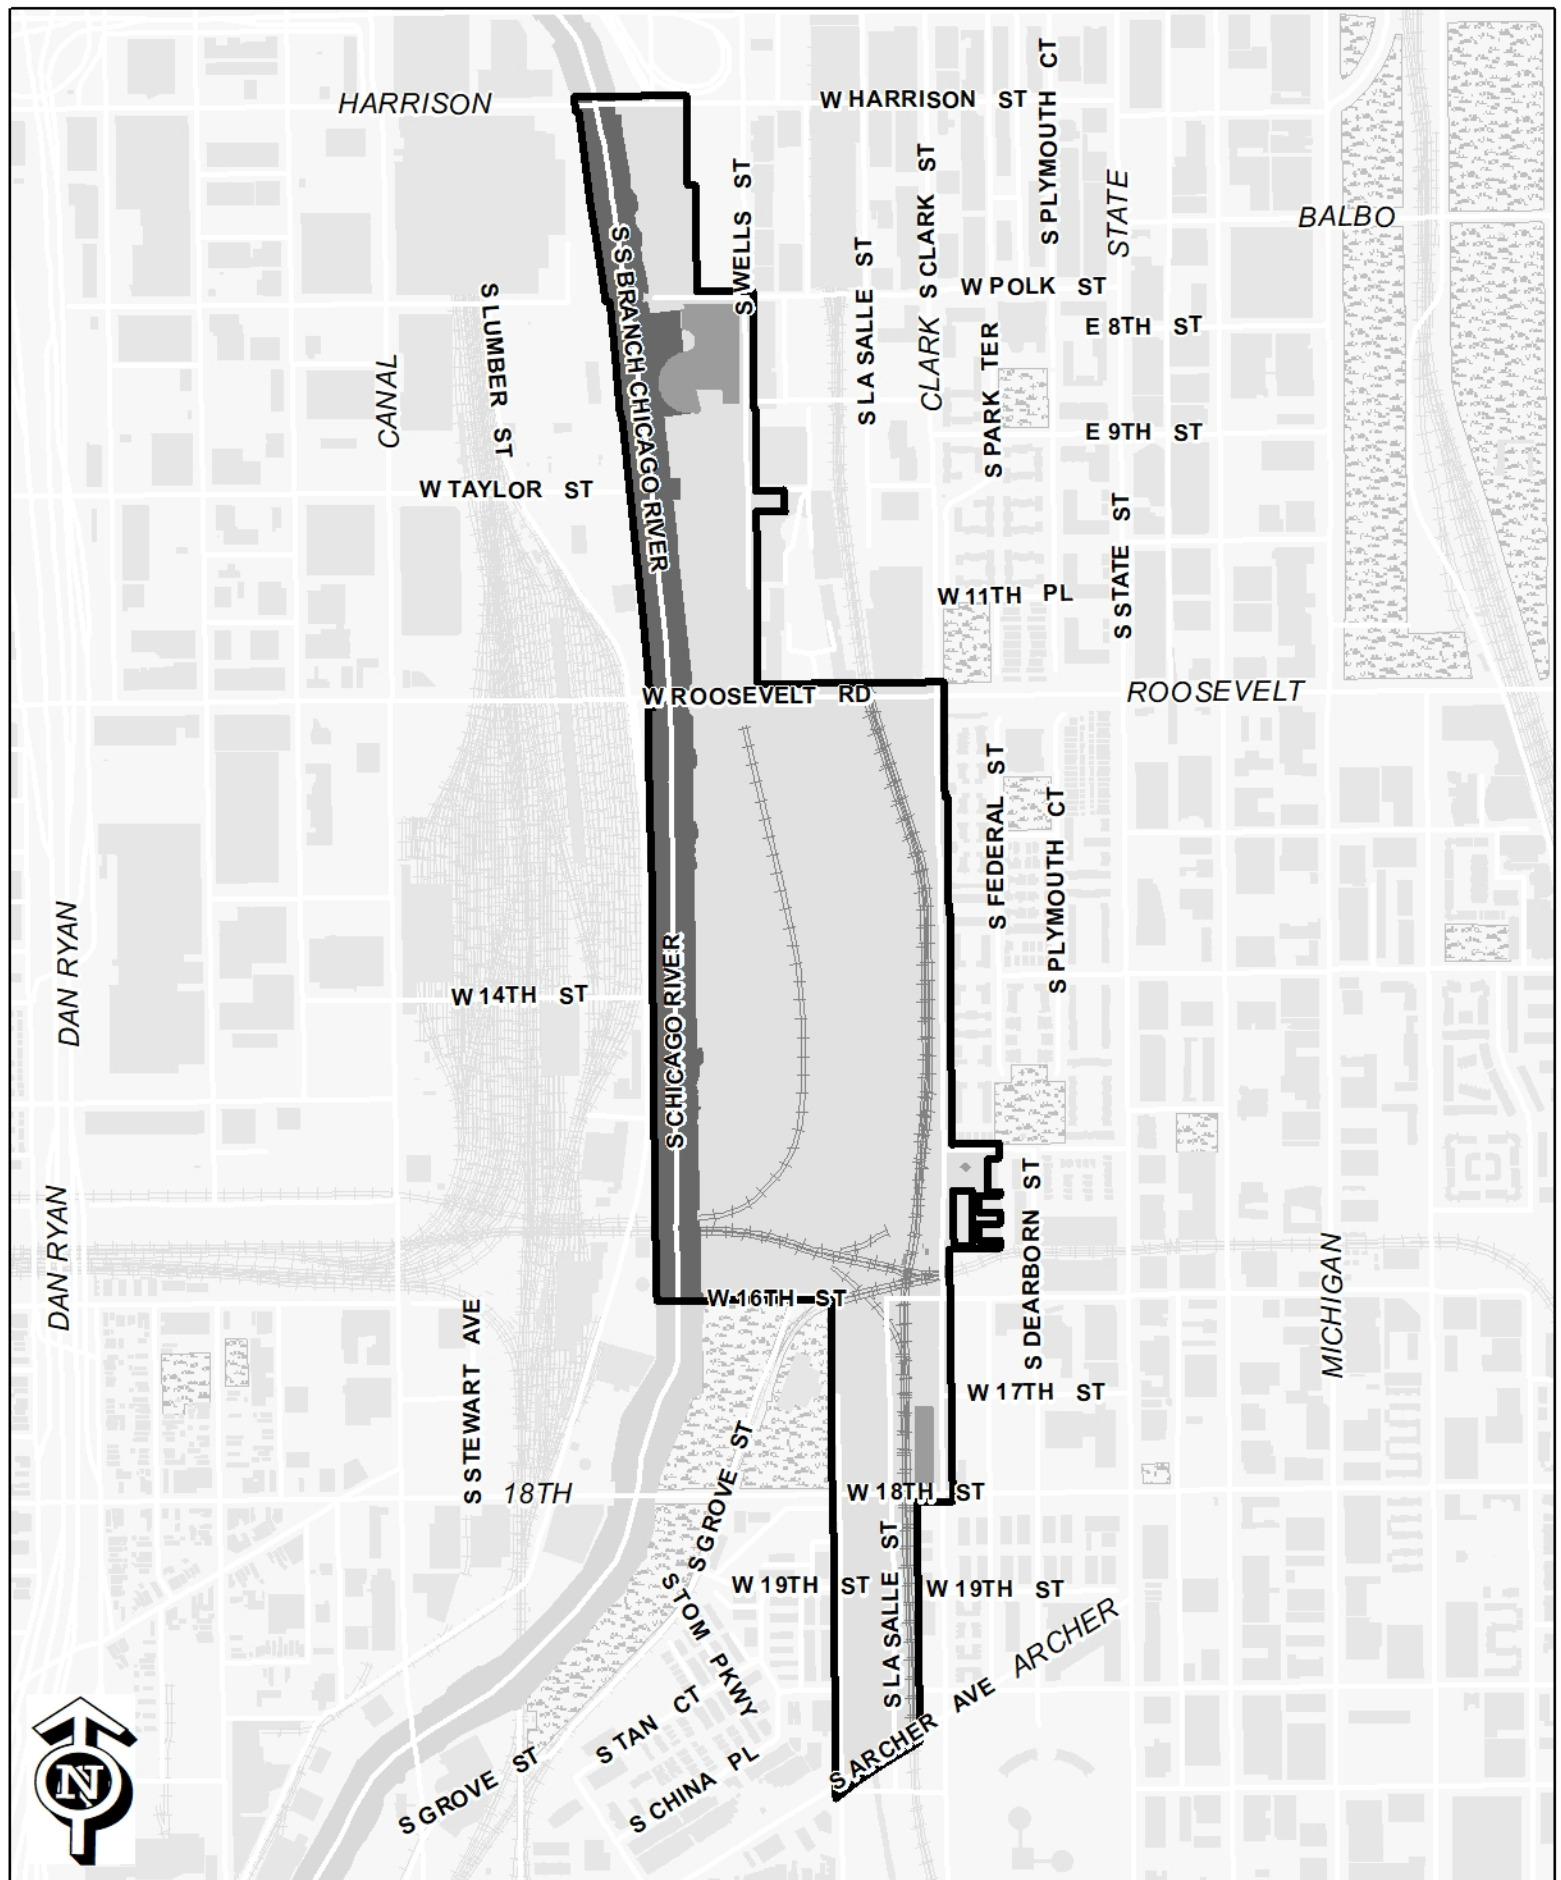 HARRISON
W HARRISON ST
S PLYMOUTH CT
S WELLS ST
S CLARK ST
STATE
BALBO
S LA SALLE ST
S S BRANCH CHICAGO RIVER
W POLK ST
E 8TH ST
S LUMBER ST
CANAL
CLARK
S PARK TER
E 9TH ST
W TAYLOR ST
S STATE ST
W 11TH PL
W ROOSEVELT RD
ROOSEVELT
S FEDERAL ST
S PLYMOUTH CT
DAN RYAN
S CHICAGO RIVER
W 14TH ST
S DEARBORN ST
DAN RYAN
MICHIGAN
W 16TH ST
S STEWART AVE
W 17TH ST
S GROVE ST
18TH
W 18TH ST
S LA SALLE ST
W 19TH ST
W 19TH ST
S TOM PKWY
ARCHER
S ARCHER AVE
S TAN CT
S GROVE ST
S CHINA PL
N